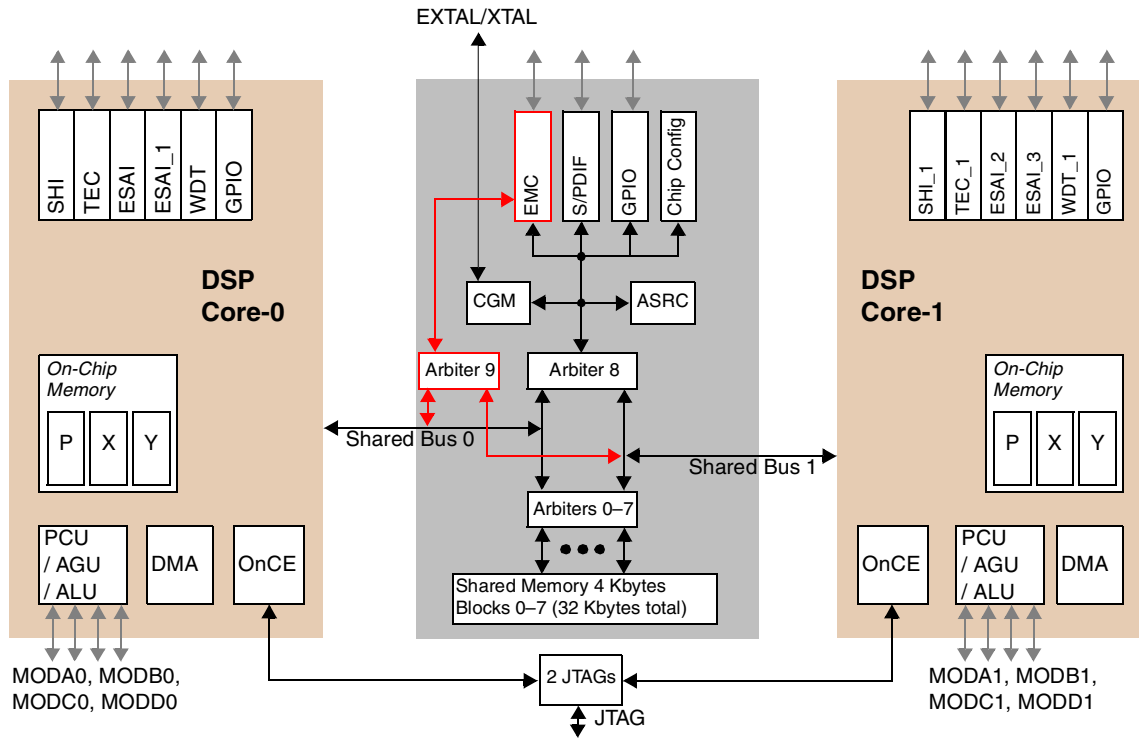 EXTAL/XTAL
SHI
TEC
ESAI
ESAI_1
WDT
GPIO
EMC
S/PDIF
GPIO
Chip Config
SHI_1
TEC_1
ESAI_2
ESAI_3
WDT_1
GPIO
DSP
Core-0
CGM
ASRC
DSP
Core-1
On-Chip
Memory
P
X
Y
Arbiter 9
Arbiter 8
On-Chip
Memory
P
X
Y
Shared Bus 0
Shared Bus 1
Arbiters 0–7
PCU
/ AGU
/ ALU
DMA
OnCE
Shared Memory 4 Kbytes
Blocks 0–7 (32 Kbytes total)
OnCE
PCU
/ AGU
/ ALU
DMA
MODA0, MODB0,
MODC0, MODD0
2 JTAGs
JTAG
MODA1, MODB1,
MODC1, MODD1